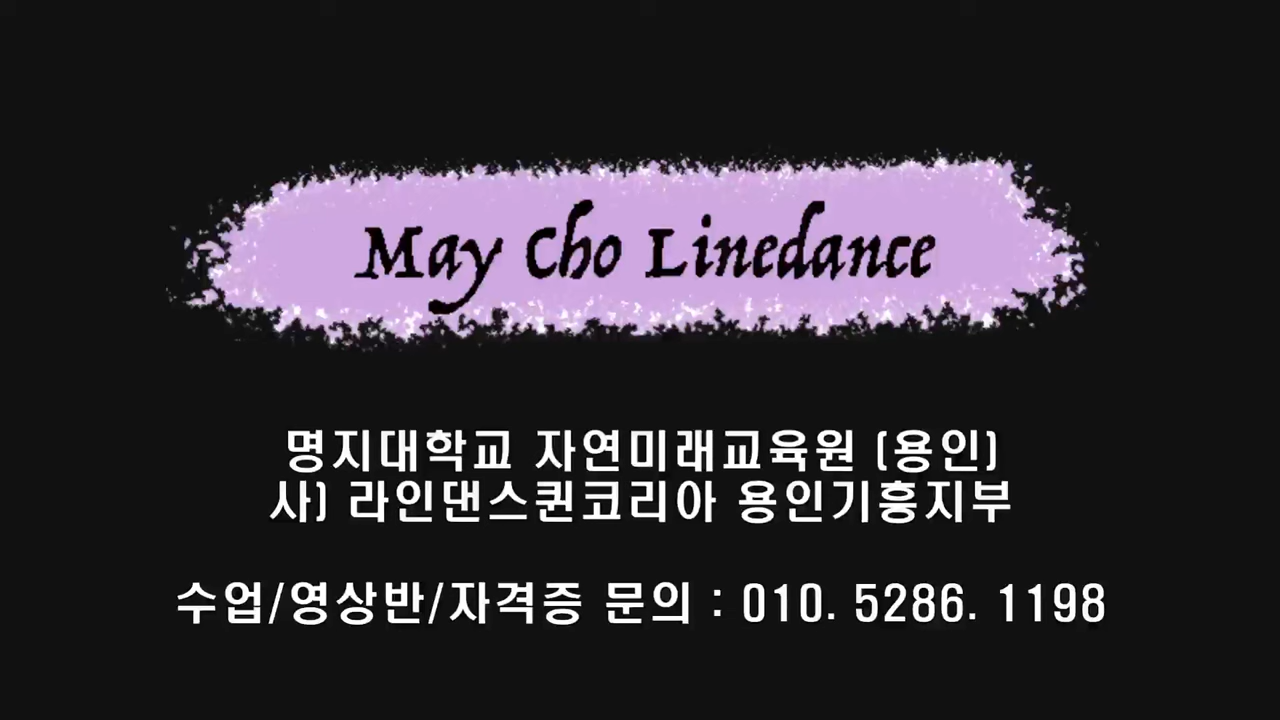 May Cho Linedance
명지대학교 자연미래교육원 (용인)
사) 라인댄스퀸코리아 용인기흥지부
수업/영상반/자격증 문의 : 010. 5286. 1198